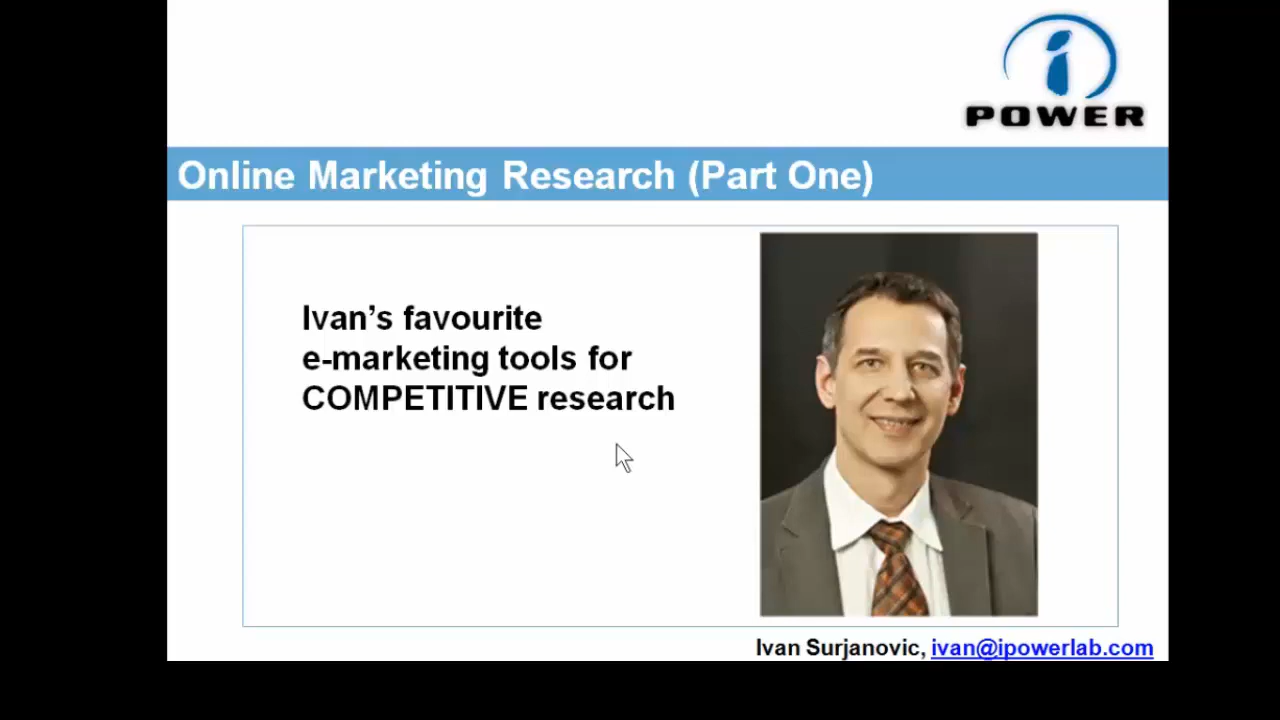 i
POWER
Online Marketing Research (Part One)
Ivan’s favourite
e-marketing tools for
COMPETITIVE research
Ivan Surjanovic, ivan@ipowerlab.com